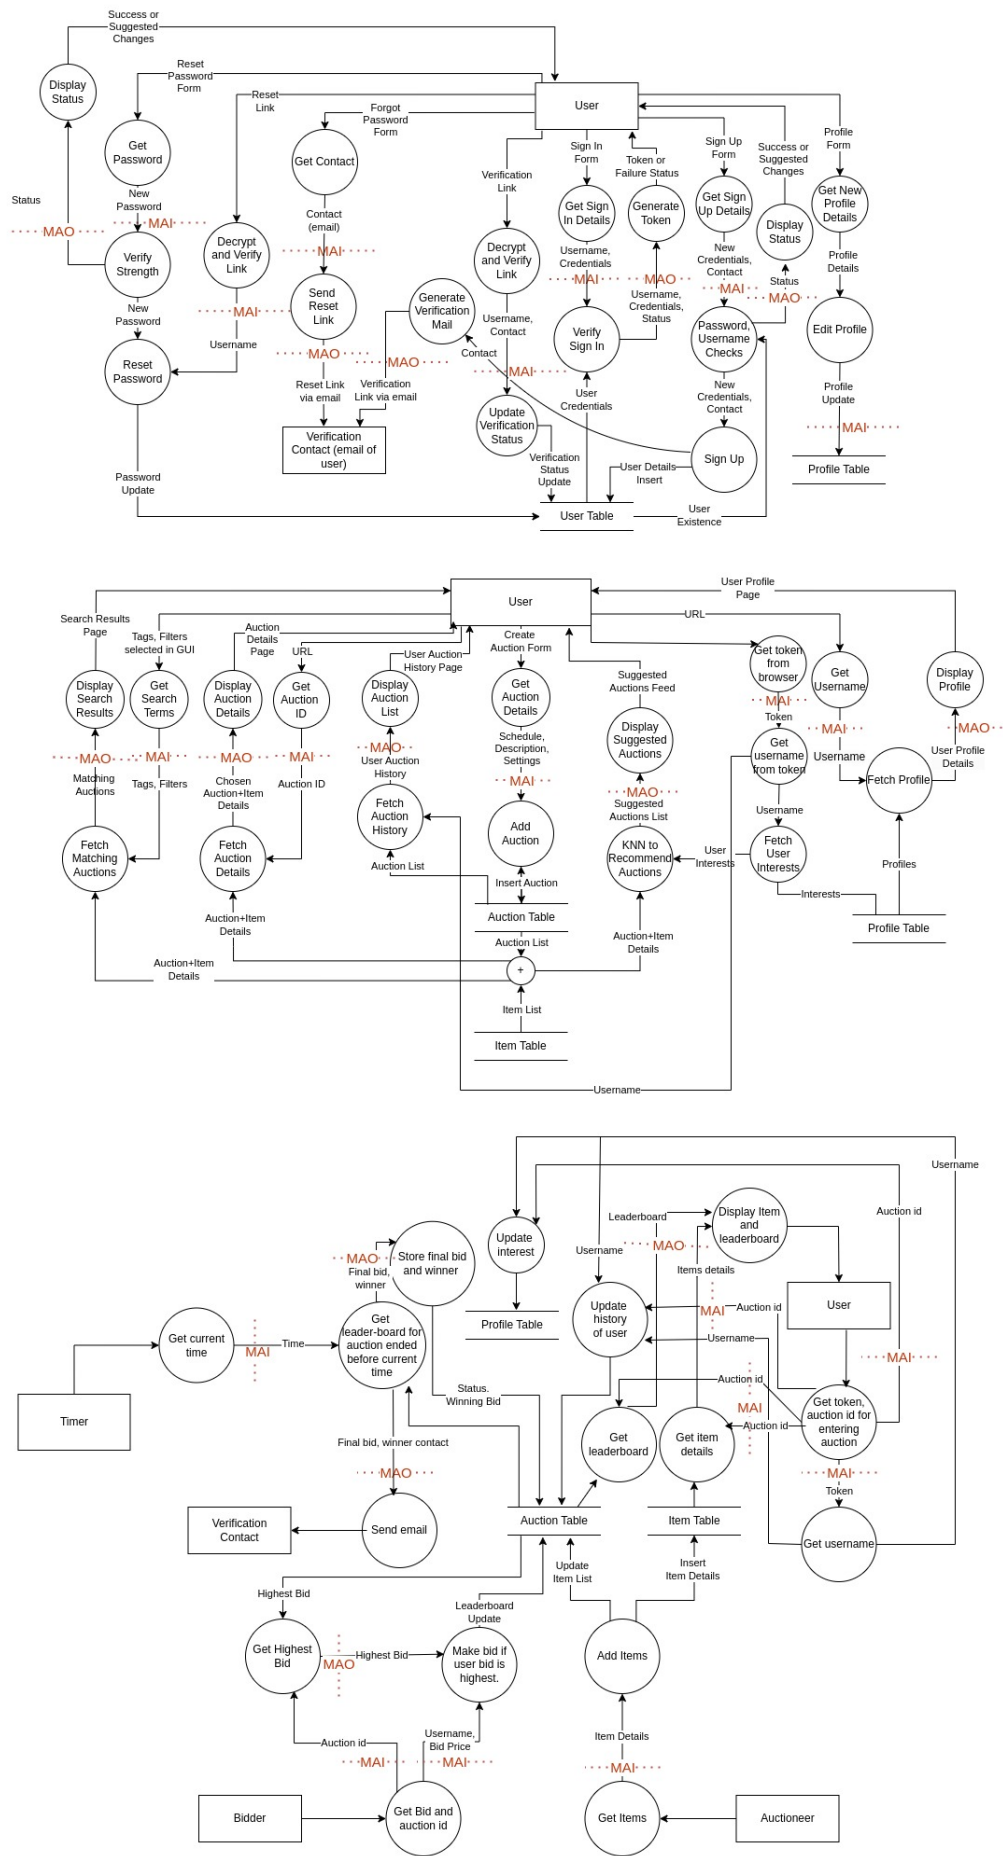 Success or
Suggested
Changes
Reset
Password
Form
Display
Status
Reset
Link
Forgot
Password
Form
User
Profile
Form
Get
Password
Get Contact
Sign In
Form
Token or
Failure Status
Sign Up
Form
Success or
Suggested
Changes
Verification
Link
New
Password
Status
MAO
MAI
Contact
(email)
MAI
Get Sign
In Details
Generate
Token
Get Sign
Up Details
Get New
Profile
Details
Display
Status
Verify
Strength
Decrypt
and Verify
Link
Decrypt
and Verify
Link
Username,
Credentials
MAI
MAO
New
Credentials,
Contact
MAI
Profile
Details
Status
MAO
New
Password
MAI
Username
Send
Reset
Link
Generate
Verification
Mail
Username,
Contact
Username,
Credentials,
Status
Verify
Sign In
Password,
Username
Checks
Edit Profile
Reset
Password
MAO
MAO
Contact
MAI
Reset Link
via email
Verification
Link via email
User
Credentials
New
Credentials,
Contact
Profile
Update
MAI
Update
Verification
Status
Verification
Contact (email of
user)
Verification
Status
Update
User Details
Insert
Sign Up
Profile Table
Password
Update
User Table
User
Existence
User Profile
Page
User
Search Results
Page
Tags, Filters
selected in GUI
Auction
Details
Page
URL
User Auction
History Page
Create
Auction Form
URL
Get token
from
browser
Display
Search
Results
Get
Search
Terms
Display
Auction
Details
Get
Auction
ID
Display
Auction
List
Get
Auction
Details
Suggested
Auctions Feed
Get
Username
Display
Profile
MAI
Token
MAI
MAO
MAO
MAI
MAO
MAI
MAO
User Auction
History
Schedule,
Description,
Settings
Display
Suggested
Auctions
Get
username
from token
Username
User Profile
Details
Matching
Auctions
Tags, Filters
Chosen
Auction+Item
Details
Auction ID
MAI
MAO
Fetch Profile
Fetch
Auction
History
Suggested
Auctions List
Username
Add
Auction
Fetch
Matching
Auctions
Fetch
Auction
Details
Auction List
KNN to
Recommend
Auctions
User
Interests
Fetch
User
Interests
Profiles
Insert Auction
Interests
Auction+Item
Details
Auction Table
Auction+Item
Details
Profile Table
Auction List
Auction+Item
Details
+
Item List
Item Table
Username
Username
Leaderboard
Display Item
and
leaderboard
Auction id
Update
interest
Username
MAO
Store final bid
and winner
MAO
Final bid,
winner
Items details
User
Update
history
of user
MAI
Auction id
Profile Table
Get
leader-board for
auction ended
before current
time
Get current
time
MAI
Time
Username
MAI
Auction id
Status.
Winning Bid
MAI
Get token,
auction id for
entering
auction
Timer
Auction id
Get
leaderboard
Get item
details
Final bid, winner contact
MAO
MAI
Token
Verification
Contact
Send email
Auction Table
Item Table
Get username
Update
Item List
Insert
Item Details
Highest Bid
Leaderboard
Update
Get Highest
Bid
MAO
Highest Bid
Make bid if
user bid is
highest.
Add Items
Auction id
Username,
Bid Price
Item Details
MAI
MAI
MAI
Bidder
Get Bid and
auction id
Get Items
Auctioneer